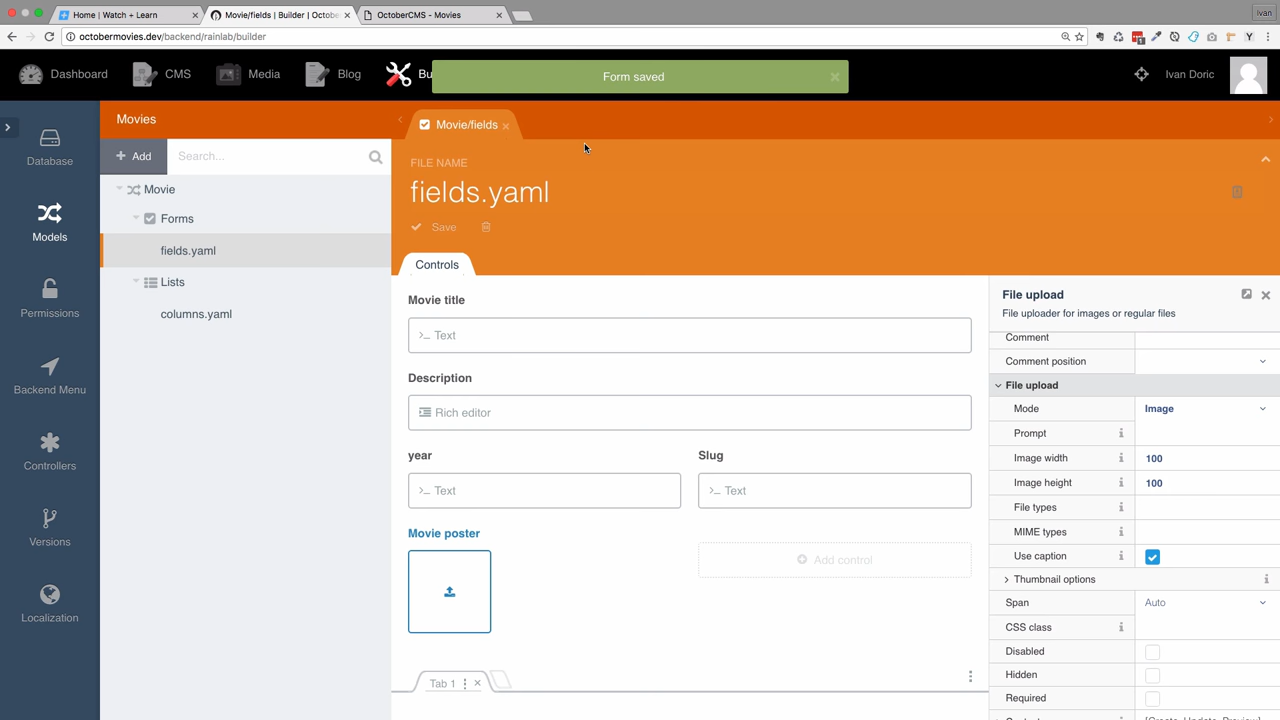 Home | Watch + Learn
Movie/fields | Builder | Octobe
OctoberCMS - Movies
Ivan
octobermovies.dev/backend/rainlab/builder
Dashboard
CMS
Media
Blog
Bu
Form saved
Ivan Doric
Movies
Movie/fields
Add
Search...
Database
Models
Permissions
Backend Menu
Controllers
Versions
Localization
Movie
Forms
fields.yaml
Lists
columns.yaml
FILE NAME
fields.yaml
Save
Controls
Movie title
Text
Description
Rich editor
year
Slug
Text
Text
Movie poster
Add control
Tab 1
File upload
File uploader for images or regular files
Comment
Comment position
File upload
Mode Image
Prompt
Image width 100
Image height 100
File types
MIME types
Use caption
Thumbnail options
Span Auto
CSS class
Disabled
Hidden
Required